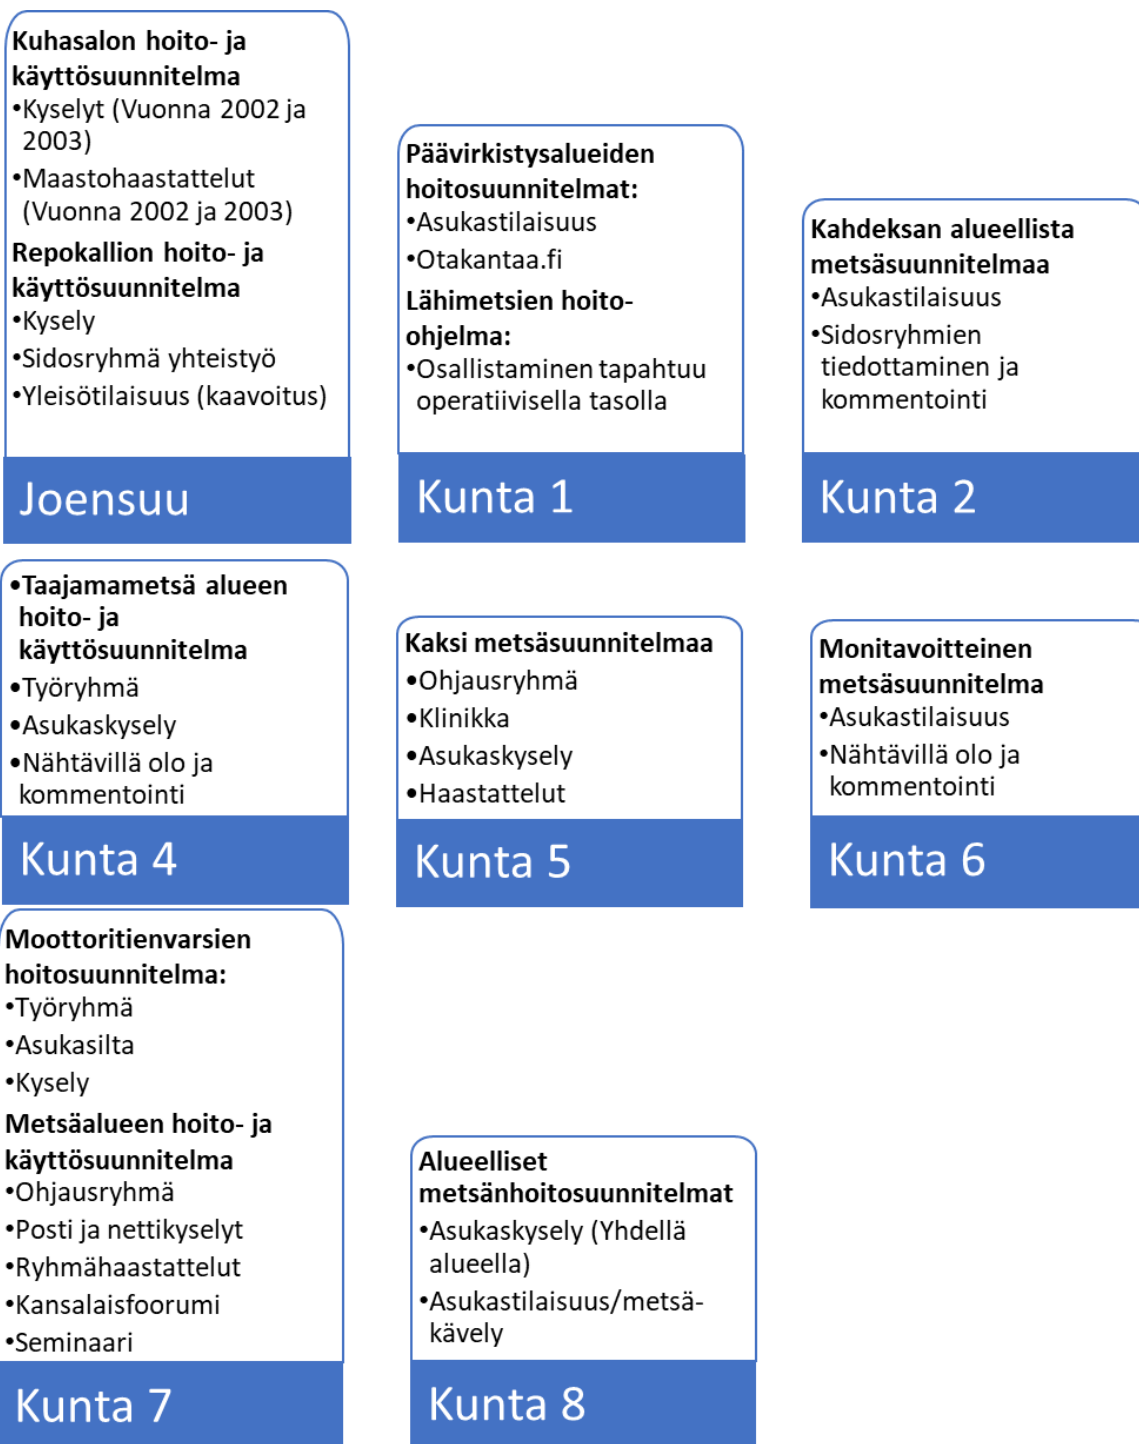 Kuhasalon hoito- ja
käyttösuunnitelma
•Kyselyt (Vuonna 2002 ja
2003)
•Maastohaastattelut
(Vuonna 2002 ja 2003)
Repokallion hoito- ja
käyttösuunnitelma
•Kysely
•Sidosryhmä yhteistyö
•Yleisötilaisuus (kaavoitus)
Joensuu
Päävirkistysalueiden
hoitosuunnitelmat:
•Asukastilaisuus
•Otakantaa.fi
Lähimetsien hoito-
ohjelma:
•Osallistaminen tapahtuu
operatiivisella tasolla
Kunta 1
Kahdeksan alueellista
metsäsuunnitelmaa
•Asukastilaisuus
•Sidosryhmien
tiedottaminen ja
kommentointi
Kunta 2
•Taajamametsä alueen
hoito- ja
käyttösuunnitelma
•Työryhmä
•Asukaskysely
•Nähtävillä olo ja
kommentointi
Kunta 4
Kaksi metsäsuunnitelmaa
•Ohjausryhmä
•Klinikka
•Asukaskysely
•Haastattelut
Kunta 5
Monitavoitteinen
metsäsuunnitelma
•Asukastilaisuus
•Nähtävillä olo ja
kommentointi
Kunta 6
Moottoritienvarsien
hoitosuunnitelma:
•Työryhmä
•Asukasilta
•Kysely
Metsäalueen hoito- ja
käyttösuunnitelma
•Ohjausryhmä
•Posti ja nettikyselyt
•Ryhmähaastattelut
•Kansalaisfoorumi
•Seminaari
Kunta 7
Alueelliset
metsänhoitosuunnitelmat
•Asukaskysely (Yhdellä
alueella)
•Asukastilaisuus/metsä-
kävely
Kunta 8